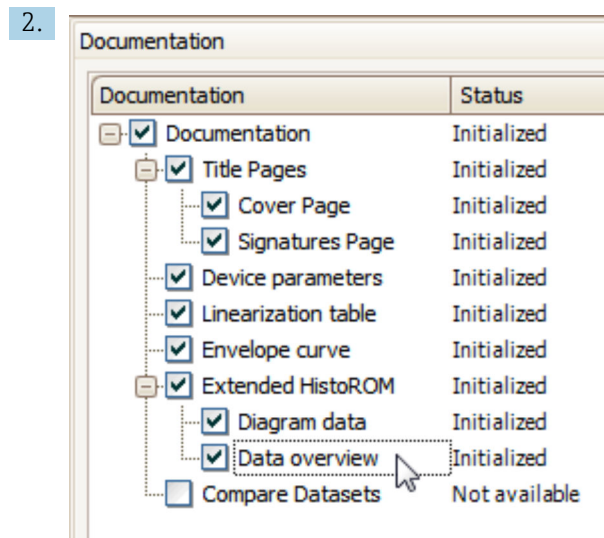 2.
Documentation
Documentation Status
Documentation Initialized
Title Pages Initialized
Cover Page Initialized
Signatures Page Initialized
Device parameters Initialized
Linearization table Initialized
Envelope curve Initialized
Extended HistoROM Initialized
Diagram data Initialized
Data overview Initialized
Compare Datasets Not available